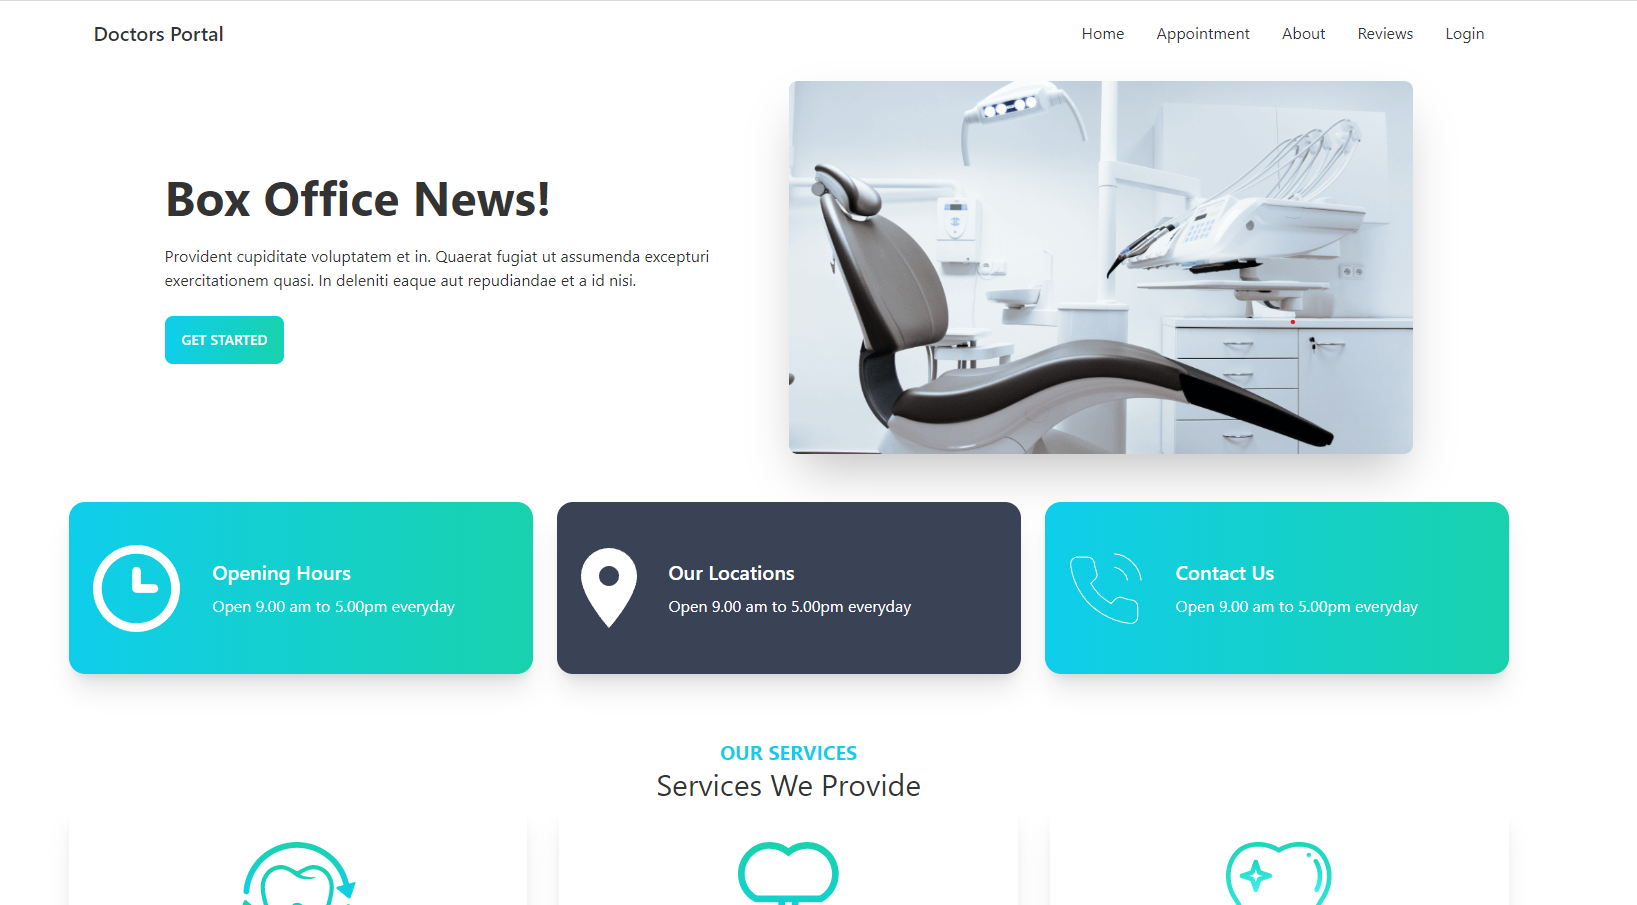 Doctors Portal
Home Appointment About Reviews Login
Box Office News!
Provident cupiditate voluptatem et in. Quaerat fugiat ut assumenda excepturi
exercitationem quasi. In deleniti eaque aut repudiandae et a id nisi.
GET STARTED
Opening Hours
Open 9.00 am to 5.00pm everyday
Our Locations
Open 9.00 am to 5.00pm everyday
Contact Us
Open 9.00 am to 5.00pm everyday
OUR SERVICES
Services We Provide